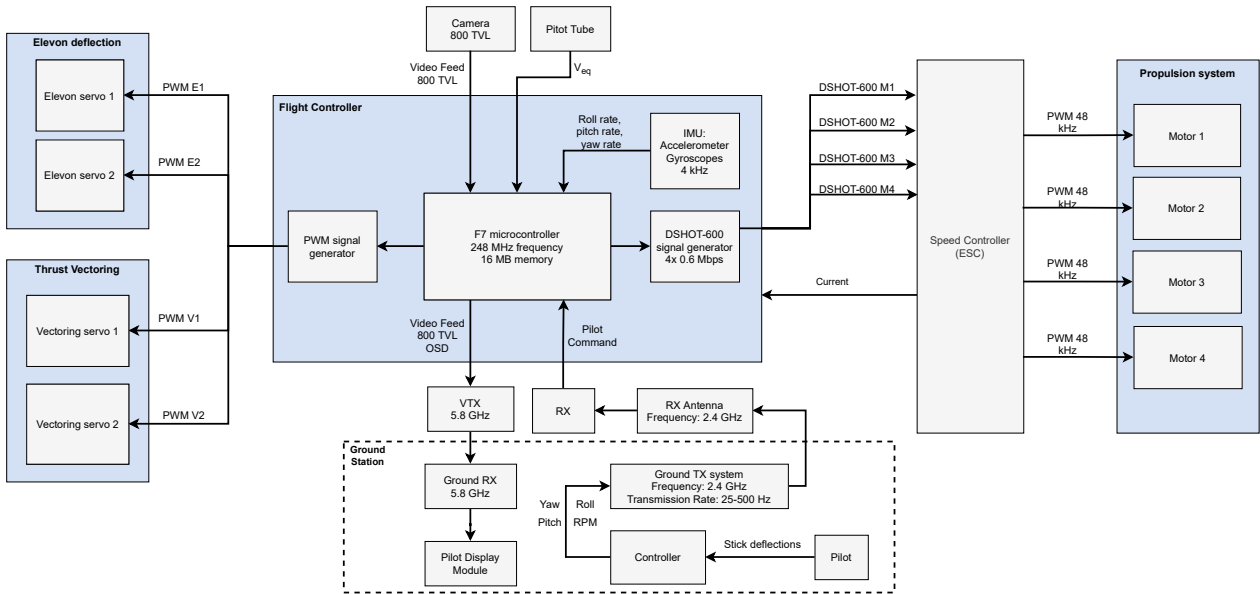 Camera
800 TVL
Pitot Tube
Elevon deflection
Elevon servo 1
Elevon servo 2
PWM E1
PWM E2
Video Feed
800 TVL
V_eq
Flight Controller
Roll rate,
pitch rate,
yaw rate
IMU:
Accelerometer
Gyroscopes
4 kHz
PWM signal
generator
F7 microcontroller
248 MHz frequency
16 MB memory
DSHOT-600
signal generator
4x 0.6 Mbps
DSHOT-600 M1
DSHOT-600 M2
DSHOT-600 M3
DSHOT-600 M4
Current
Speed Controller
(ESC)
PWM 48
kHz
PWM 48
kHz
PWM 48
kHz
PWM 48
kHz
Propulsion system
Motor 1
Motor 2
Motor 3
Motor 4
Thrust Vectoring
Vectoring servo 1
Vectoring servo 2
PWM V1
PWM V2
Video Feed
800 TVL
OSD
Pilot
Command
VTX
5.8 GHz
RX
RX Antenna
Frequency: 2.4 GHz
Ground
Station
Ground RX
5.8 GHz
Pilot Display
Module
Ground TX system
Frequency: 2.4 GHz
Transmission Rate: 25-500 Hz
Yaw
Roll
Pitch
RPM
Controller
Stick deflections
Pilot